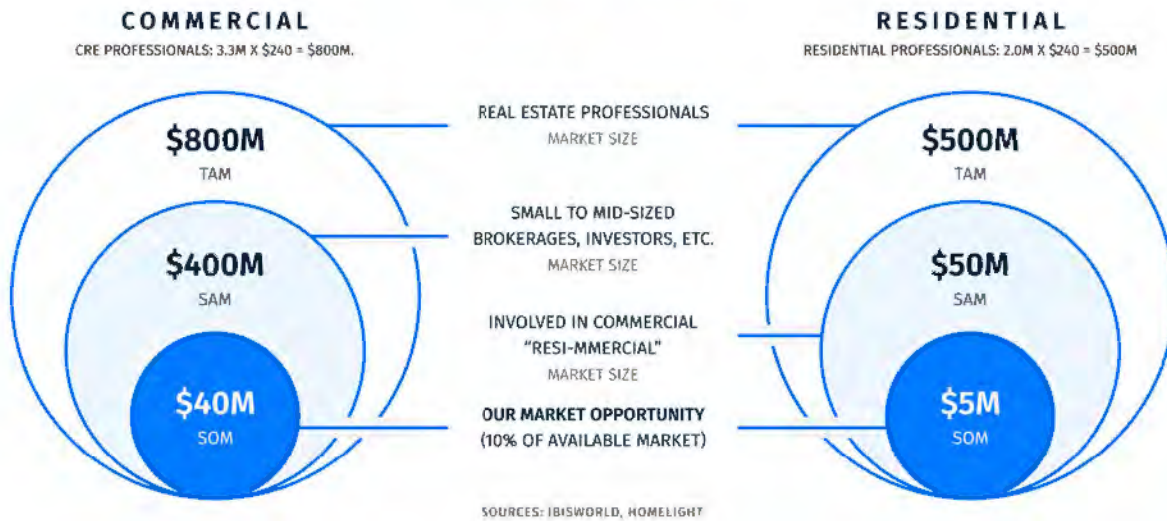 COMMERCIAL
CRE PROFESSIONALS: 3.3M X $240 = $800M.
$800M
TAM
$400M
SAM
$40M
SOM
REAL ESTATE PROFESSIONALS
MARKET SIZE
SMALL TO MID-SIZED
BROKERAGES, INVESTORS, ETC.
MARKET SIZE
INVOLVED IN COMMERCIAL
"RESI-MMERCIAL"
MARKET SIZE
OUR MARKET OPPORTUNITY
(10% OF AVAILABLE MARKET)
RESIDENTIAL
RESIDENTIAL PROFESSIONALS: 2.0M X $240 = $500M
$500M
TAM
$50M
SAM
$5M
SOM
SOURCES: IBISWORLD, HOMELIGHT